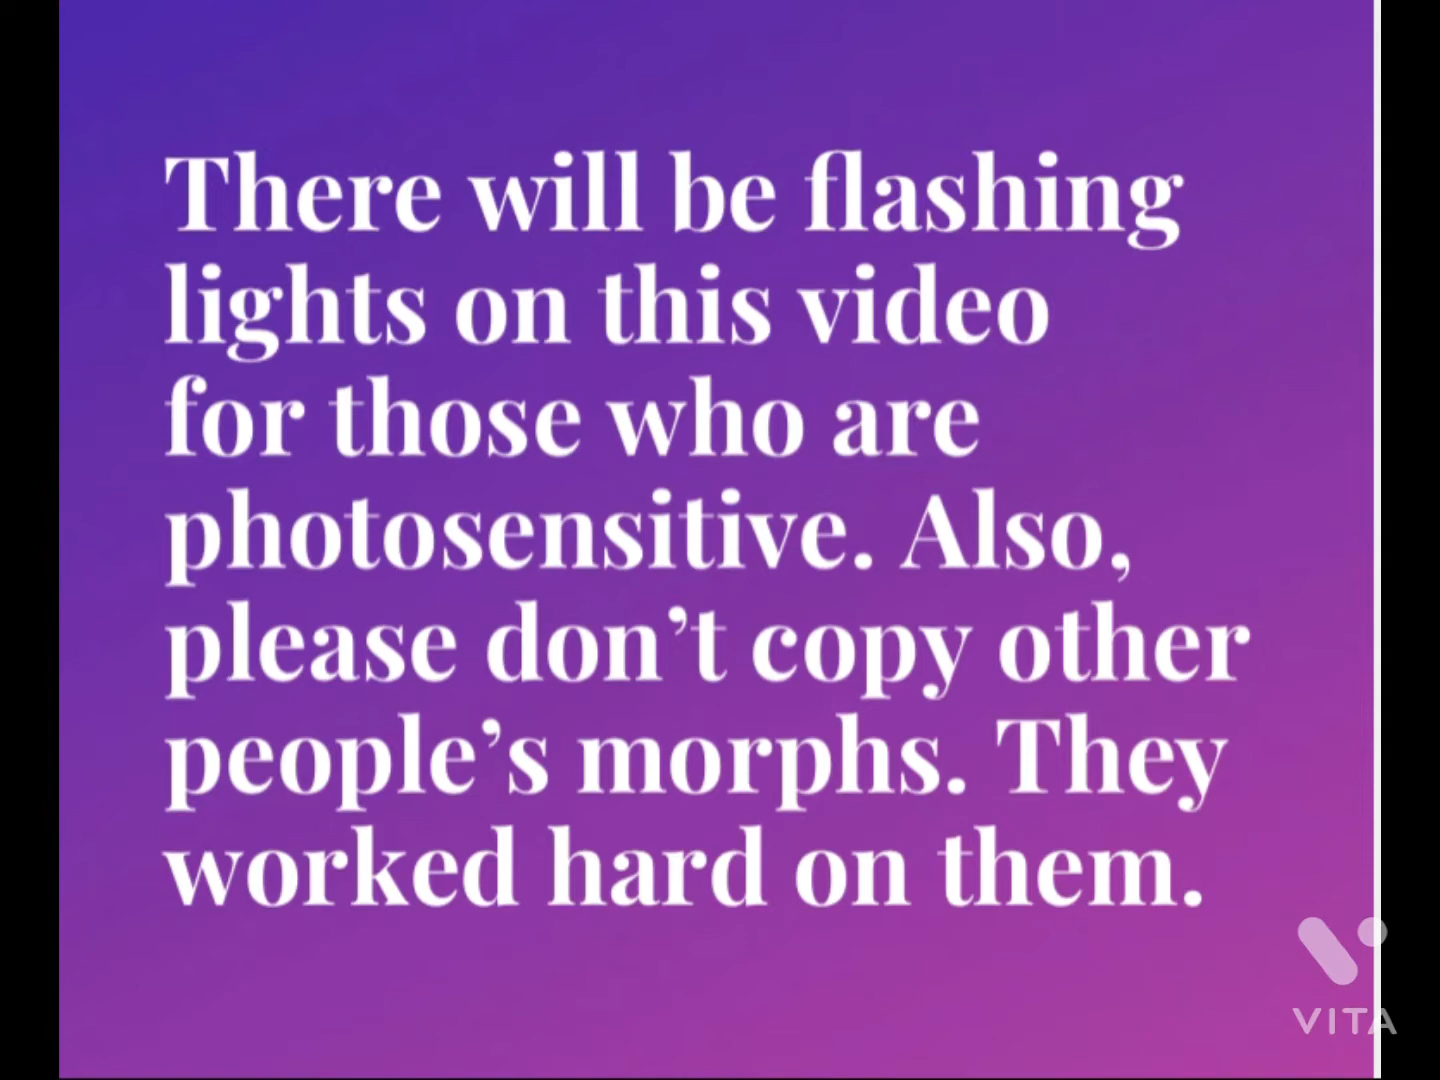 There will be flashing
lights on this video
for those who are
photosensitive. Also,
please don’t copy other
people’s morphs. They
worked hard on them.
VITA